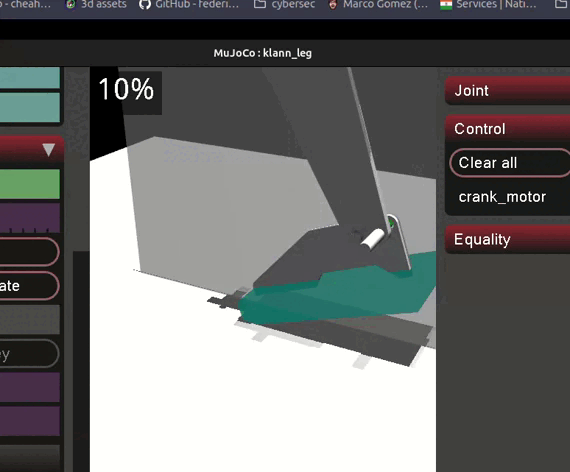 - cheah…
3d assets
GitHub - federi…
cybersec
Marco Gomez (…
Services | Nati…
MuJoCo : klann_leg
10%
Joint
Control
Clear all
crank_motor
Equality
ate
ey